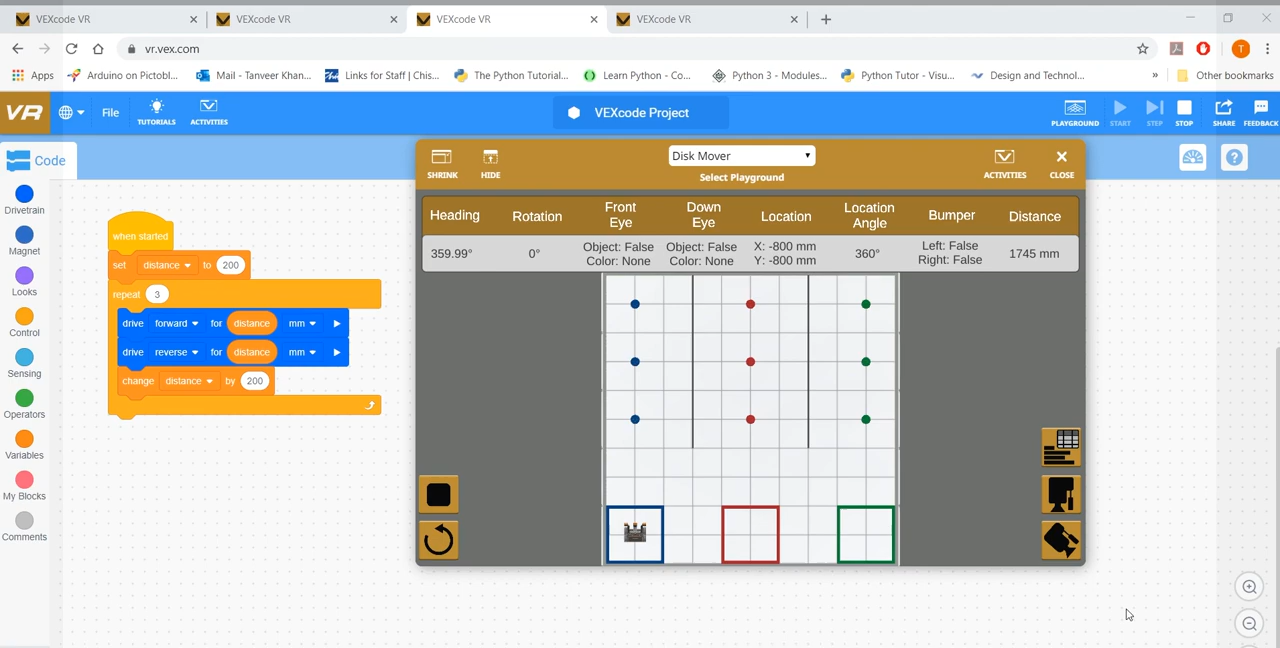 VEXcode VR
VEXcode VR
VEXcode VR
VEXcode VR
vr.vex.com
T
Apps
Arduino on Pictobl...
Mail - Tanveer Khan...
Links for Staff | Chis...
The Python Tutorial...
Learn Python - Co...
Python 3 - Modules...
Python Tutor - Visu...
Design and Technol...
»
Other bookmarks
VR
File
TUTORIALS
ACTIVITIES
VEXcode Project
PLAYGROUND
START
STEP
STOP
SHARE
FEEDBACK
Code
Drivetrain
Magnet
Looks
Control
Sensing
Operators
Variables
My Blocks
Comments
when started
set distance to 200
repeat 3
drive forward for distance mm
drive reverse for distance mm
change distance by 200
SHRINK
HIDE
Disk Mover
Select Playground
ACTIVITIES
CLOSE
Heading
Rotation
Front
Eye
Down
Eye
Location
Location
Angle
Bumper
Distance
359.99°
0°
Object: False
Color: None
Object: False
Color: None
X: -800 mm
Y: -800 mm
360°
Left: False
Right: False
1745 mm